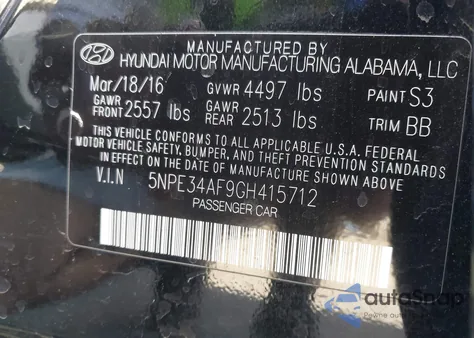 MANUFACTURED BY
HYUNDAI MOTOR MANUFACTURING ALABAMA, LLC
Mar/18/16 GVWR 4497 lbs PAINT S3
GAWR FRONT 2557 lbs GAWR REAR 2513 lbs TRIM BB
THIS VEHICLE CONFORMS TO ALL APPLICABLE U.S.A. FEDERAL
MOTOR VEHICLE SAFETY, BUMPER, AND THEFT PREVENTION STANDARDS
IN EFFECT ON THE DATE OF MANUFACTURE SHOWN ABOVE.
V.I.N 5NPE34AF9GH415712
PASSENGER CAR
autoSnap
Pewne auto